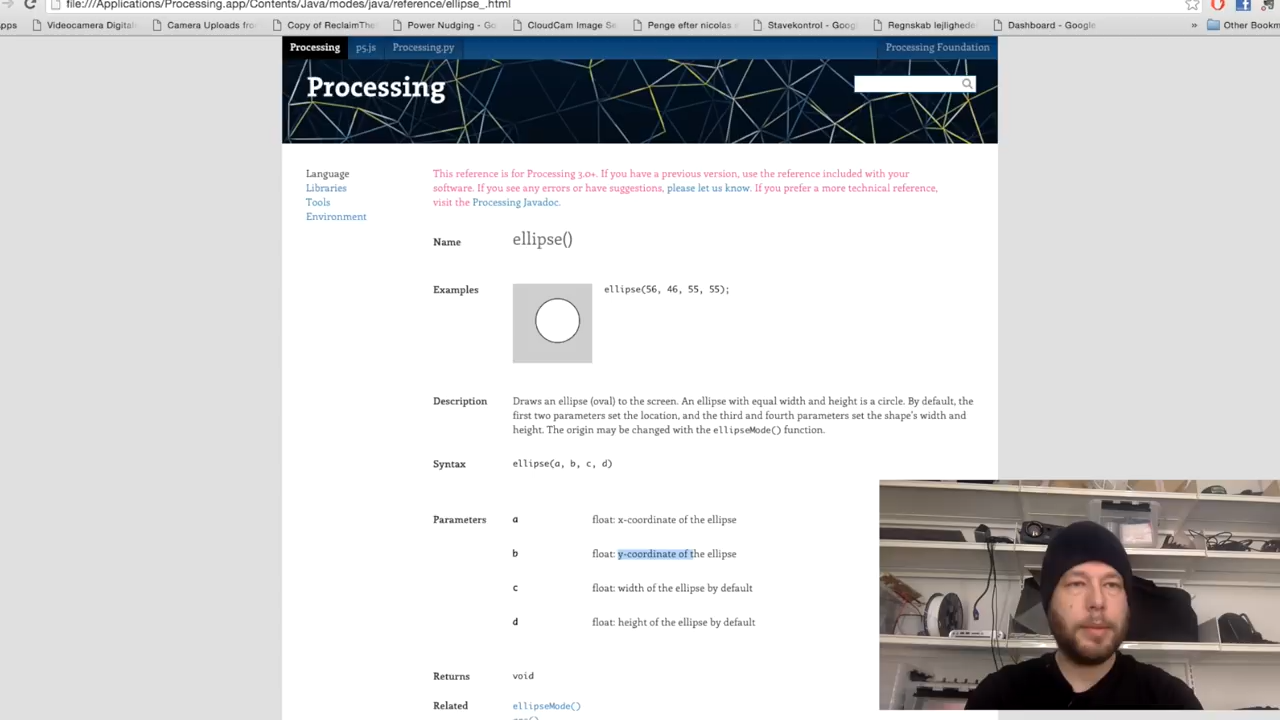 file:///Applications/Processing.app/Contents/Java/modes/java/reference/ellipse_.html
Apps Videocamera Digitale Camera Uploads from Copy of ReclaimThe Power Nudging - Go CloudCam Image Se Penge efter nicolas Stavekontrol - Goog Regnskab lejligheder Dashboard - Google » Other Bookm
Processing p5.js Processing.py Processing Foundation
Processing
Language
Libraries
Tools
Environment
This reference is for Processing 3.0+. If you have a previous version, use the reference included with your
software. If you see any errors or have suggestions, please let us know. If you prefer a more technical reference,
visit the Processing Javadoc.
Name ellipse()
Examples ellipse(56, 46, 55, 55);
Description Draws an ellipse (oval) to the screen. An ellipse with equal width and height is a circle. By default, the
first two parameters set the location, and the third and fourth parameters set the shape's width and
height. The origin may be changed with the ellipseMode() function.
Syntax ellipse(a, b, c, d)
Parameters a float: x-coordinate of the ellipse
b float: y-coordinate of the ellipse
c float: width of the ellipse by default
d float: height of the ellipse by default
Returns void
Related ellipseMode()